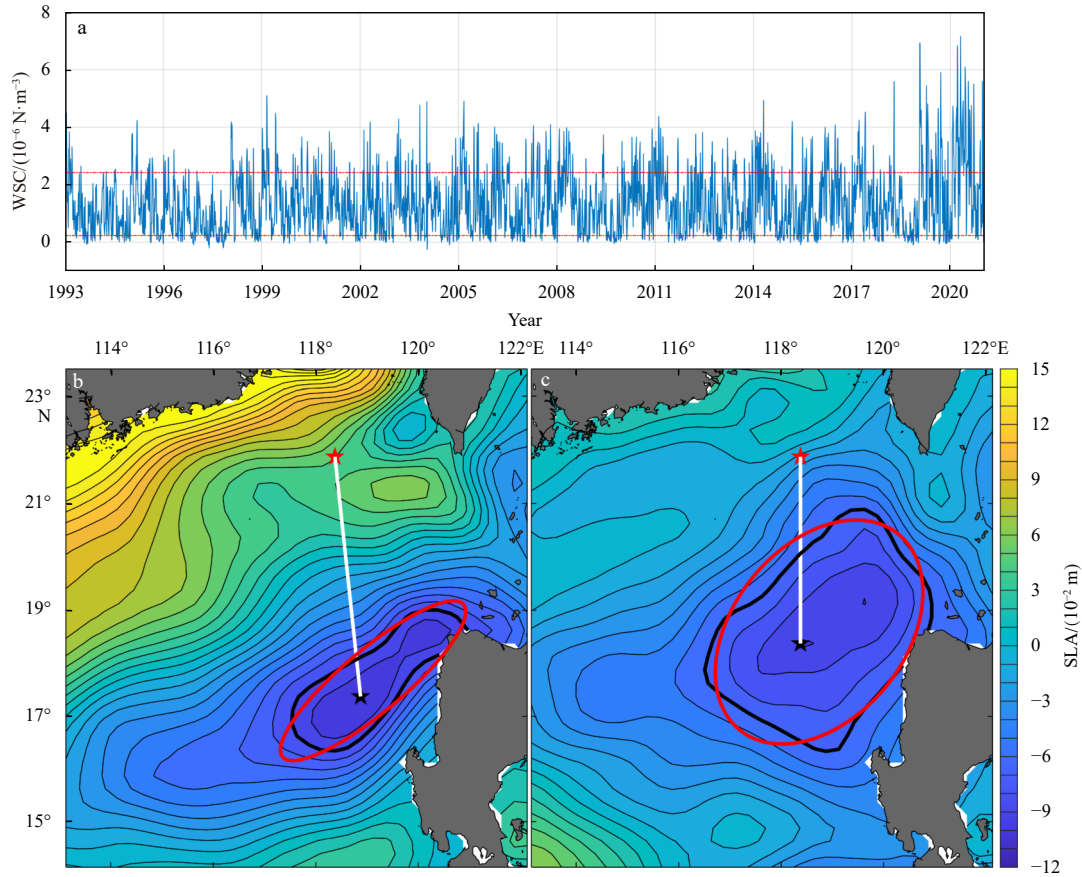 a
WSC/(10⁻⁶ N·m⁻³)
8
6
4
2
0
1993 1996 1999 2002 2005 2008 2011 2014 2017 2020
Year
114° 116° 118° 120° 122°E 114° 116° 118° 120° 122°E
b
c
23°
N
21°
19°
17°
15°
15
12
9
6
3
0
−3
−6
−9
−12
SLA/(10⁻² m)